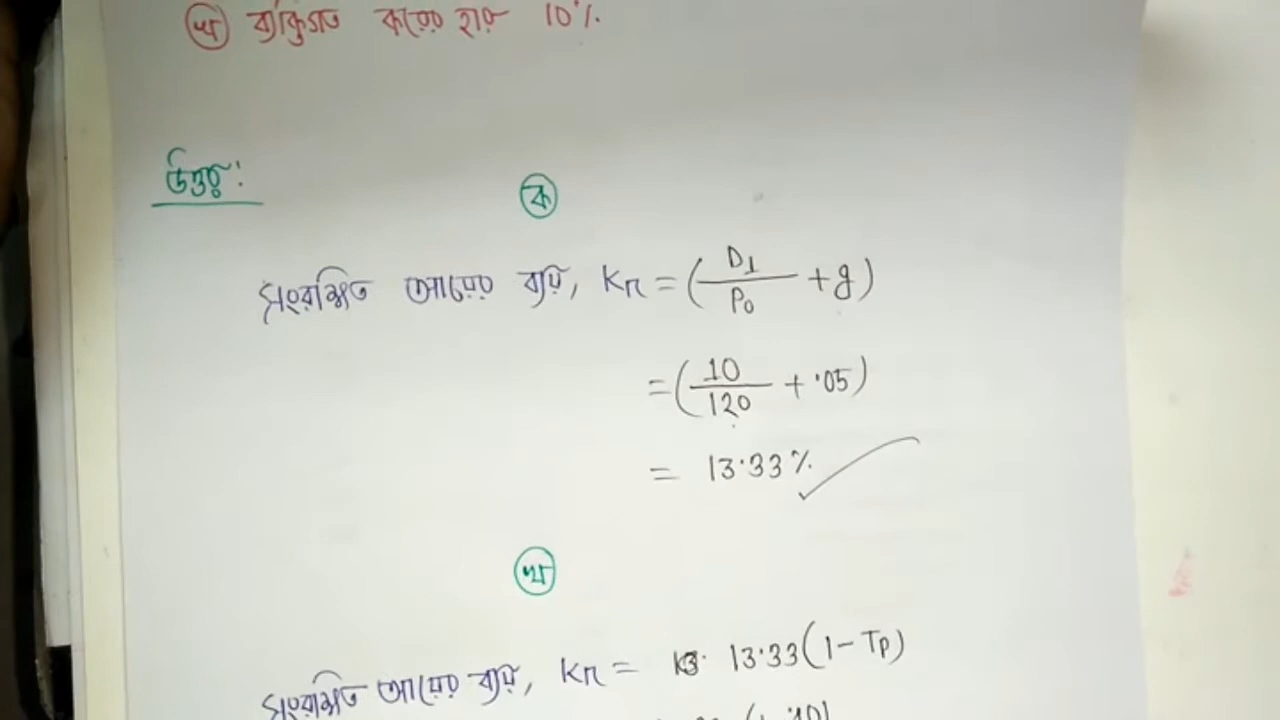 (খ) ব্যক্তিগত করের হার 10%.
উত্তর:
(ক)
সংরক্ষিত আয়ের ব্যয়, Kr = (D1/P0 + g)
= (10/120 + .05)
= 13.33%
(খ)
সংরক্ষিত আয়ের ব্যয়, Kr = 13.33(1 - Tp)